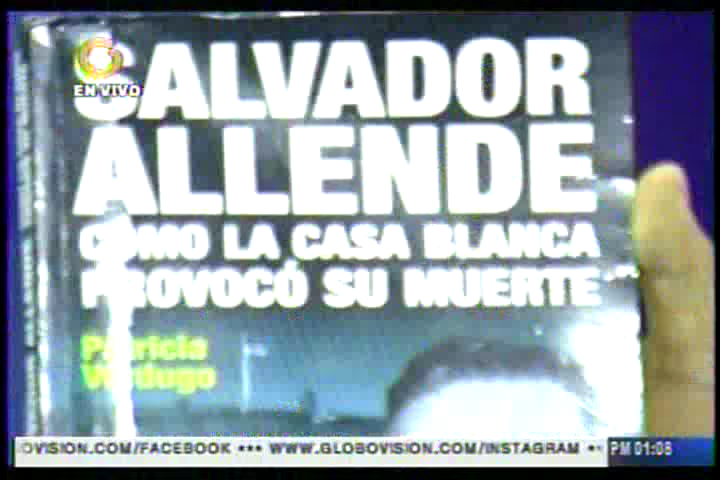 SALVADOR
EN VIVO
ALLENDE
CÓMO LA CASA BLANCA
PROVOCÓ SU MUERTE
Patricia
Verdugo
OVISION.COM/FACEBOOK ••• WWW.GLOBOVISION.COM/INSTAGRAM ••
PM 01:08